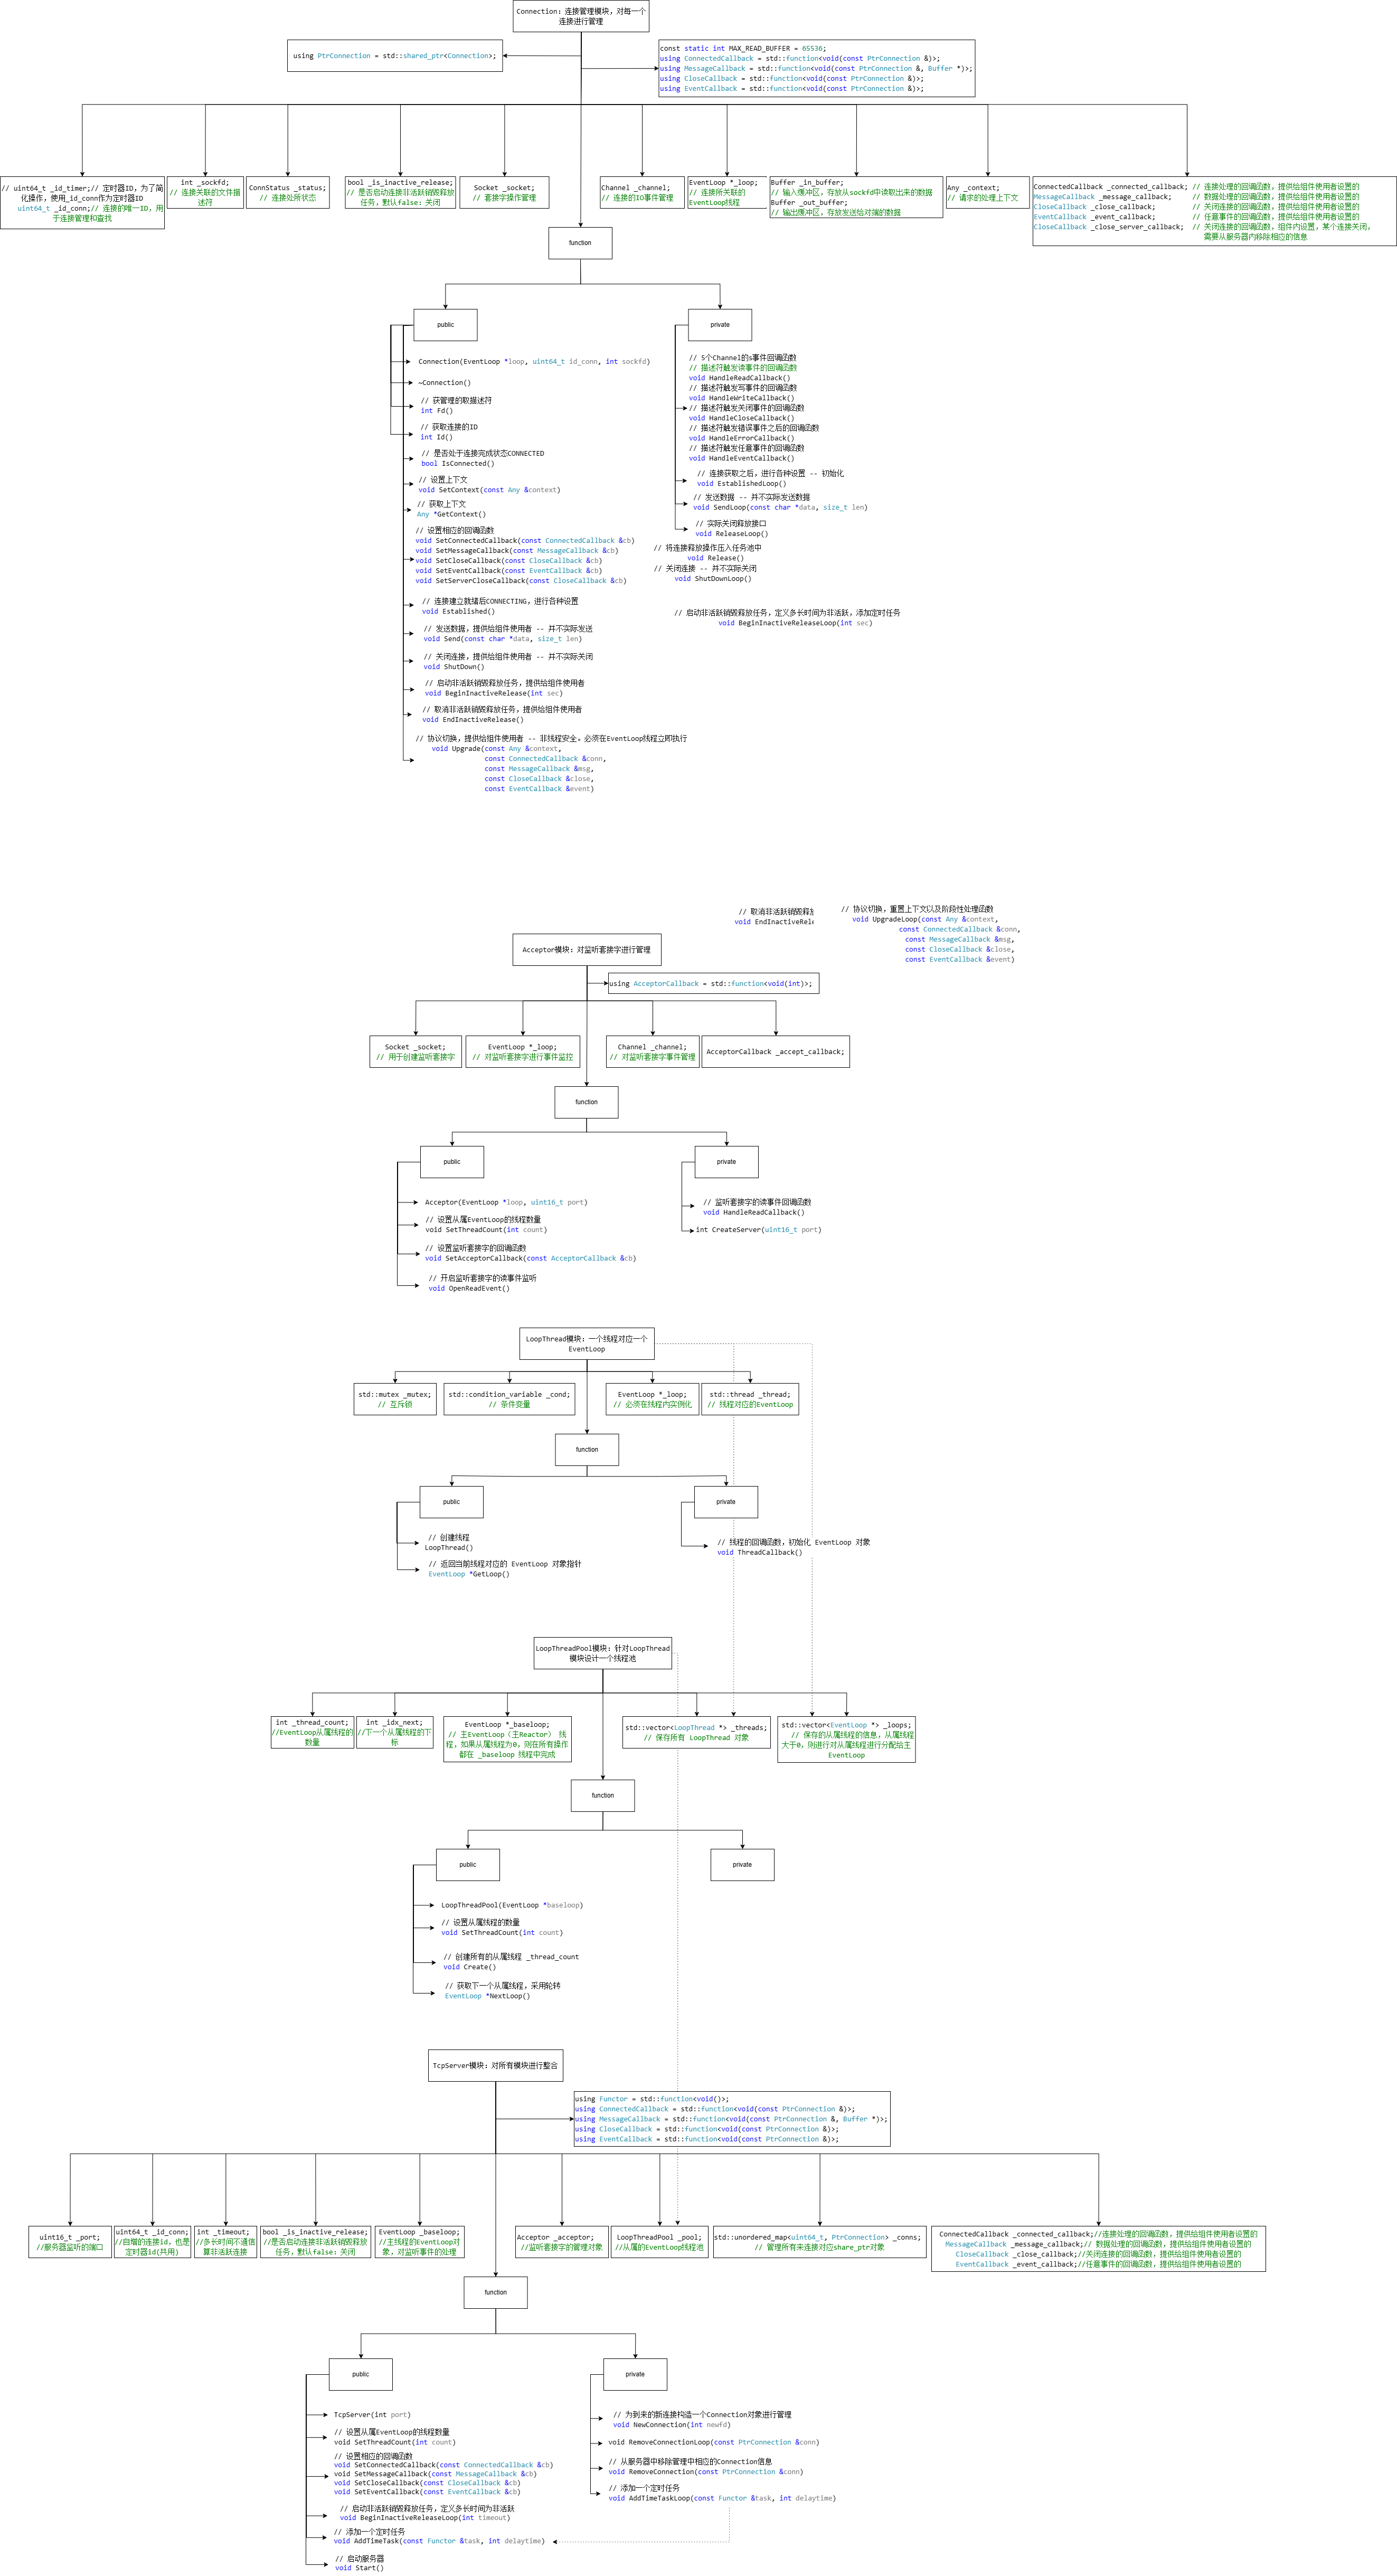 Connection: 连接管理模块，对每一个
连接进行管理
using PtrConnection = std::shared_ptr<Connection>;
const static int MAX_READ_BUFFER = 65536;
using ConnectedCallback = std::function<void(const PtrConnection &)>;
using MessageCallback = std::function<void(const PtrConnection &, Buffer *)>;
using CloseCallback = std::function<void(const PtrConnection &)>;
using EventCallback = std::function<void(const PtrConnection &)>;
// uint64_t _id_timer;// 定时器ID，为了简
化操作，使用_id_conn作为定时器ID
uint64_t _id_conn;// 连接的唯一ID，用
于连接管理和查找
int _sockfd;
// 连接关联的文件描
述符
ConnStatus _status;
// 连接处所状态
bool _is_inactive_release;
// 是否启动连接非活跃销毁释放
任务，默认false：关闭
Socket _socket;
// 套接字操作管理
Channel _channel;
// 连接的IO事件管理
EventLoop *_loop;
// 连接所关联的
EventLoop线程
Buffer _in_buffer;
// 输入缓冲区，存放从sockfd中读取出来的数据
Buffer _out_buffer;
// 输出缓冲区，存放发送给对端的数据
Any _context;
// 请求的处理上下文
ConnectedCallback _connected_callback; // 连接处理的回调函数，提供给组件使用者设置的
MessageCallback _message_callback; // 数据处理的回调函数，提供给组件使用者设置的
CloseCallback _close_callback; // 关闭连接的回调函数，提供给组件使用者设置的
EventCallback _event_callback; // 任意事件的回调函数，提供给组件使用者设置的
CloseCallback _close_server_callback; // 关闭连接的回调函数，组件内设置，某个连接关闭，
需要从服务器内移除相应的信息
function
public
Connection(EventLoop *loop, uint64_t id_conn, int sockfd)
~Connection()
// 获管理的取描述符
int Fd()
// 获取连接的ID
int Id()
// 是否处于连接完成状态CONNECTED
bool IsConnected()
// 设置上下文
void SetContext(const Any &context)
// 获取上下文
Any *GetContext()
// 设置相应的回调函数
void SetConnectedCallback(const ConnectedCallback &cb)
void SetMessageCallback(const MessageCallback &cb)
void SetCloseCallback(const CloseCallback &cb)
void SetEventCallback(const EventCallback &cb)
void SetServerCloseCallback(const CloseCallback &cb)
// 连接建立就绪后CONNECTING，进行各种设置
void Established()
// 发送数据，提供给组件使用者 -- 并不实际发送
void Send(const char *data, size_t len)
// 关闭连接，提供给组件使用者 -- 并不实际关闭
void ShutDown()
// 启动非活跃销毁释放任务，提供给组件使用者
void BeginInactiveRelease(int sec)
// 取消非活跃销毁释放任务，提供给组件使用者
void EndInactiveRelease()
// 协议切换，提供给组件使用者 -- 非线程安全。必须在EventLoop线程立即执行
void Upgrade(const Any &context,
const ConnectedCallback &conn,
const MessageCallback &msg,
const CloseCallback &close,
const EventCallback &event)
private
// 5个Channel的s事件回调函数
// 描述符触发读事件的回调函数
void HandleReadCallback()
// 描述符触发写事件的回调函数
void HandleWriteCallback()
// 描述符触发关闭事件的回调函数
void HandleCloseCallback()
// 描述符触发错误事件之后的回调函数
void HandleErrorCallback()
// 描述符触发任意事件的回调函数
void HandleEventCallback()
// 连接获取之后，进行各种设置 -- 初始化
void EstablishedLoop()
// 发送数据 -- 并不实际发送数据
void SendLoop(const char *data, size_t len)
// 实际关闭释放接口
void ReleaseLoop()
// 将连接释放操作压入任务池中
void Release()
// 关闭连接 -- 并不实际关闭
void ShutDownLoop()
// 启动非活跃销毁释放任务，定义多长时间为非活跃，添加定时任务
void BeginInactiveReleaseLoop(int sec)
// 取消非活跃销毁释放
void EndInactiveRele
// 协议切换，重置上下文以及阶段性处理函数
void UpgradeLoop(const Any &context,
const ConnectedCallback &conn,
const MessageCallback &msg,
const CloseCallback &close,
const EventCallback &event)
Acceptor模块：对监听套接字进行管理
using AcceptorCallback = std::function<void(int)>;
Socket _socket;
// 用于创建监听套接字
EventLoop *_loop;
// 对监听套接字进行事件监控
Channel _channel;
// 对监听套接字事件管理
AcceptorCallback _accept_callback;
function
public
Acceptor(EventLoop *loop, uint16_t port)
// 设置从属EventLoop的线程数量
void SetThreadCount(int count)
// 设置监听套接字的回调函数
void SetAcceptorCallback(const AcceptorCallback &cb)
// 开启监听套接字的读事件监听
void OpenReadEvent()
private
// 监听套接字的读事件回调函数
void HandleReadCallback()
int CreateServer(uint16_t port)
LoopThread模块：一个线程对应一个
EventLoop
std::mutex _mutex;
// 互斥锁
std::condition_variable _cond;
// 条件变量
EventLoop *_loop;
// 必须在线程内实例化
std::thread _thread;
// 线程对应的EventLoop
function
public
// 创建线程
LoopThread()
// 返回当前线程对应的 EventLoop 对象指针
EventLoop *GetLoop()
private
// 线程的回调函数，初始化 EventLoop 对象
void ThreadCallback()
LoopThreadPool模块：针对LoopThread
模块设计一个线程池
int _thread_count;
//EventLoop从属线程的
数量
int _idx_next;
//下一个从属线程的下
标
EventLoop *_baseloop;
// 主EventLoop（主Reactor） 线
程，如果从属线程为0，则在所有操作
都在 _baseloop 线程中完成
std::vector<LoopThread *> _threads;
// 保存所有 LoopThread 对象
std::vector<EventLoop *> _loops;
// 保存的从属线程的信息，从属线程
大于0，则进行对从属线程进行分配给主
EventLoop
function
public
LoopThreadPool(EventLoop *baseloop)
// 设置从属线程的数量
void SetThreadCount(int count)
// 创建所有的从属线程 _thread_count
void Create()
// 获取下一个从属线程，采用轮转
EventLoop *NextLoop()
private
TcpServer模块：对所有模块进行整合
using Functor = std::function<void()>;
using ConnectedCallback = std::function<void(const PtrConnection &)>;
using MessageCallback = std::function<void(const PtrConnection &, Buffer *)>;
using CloseCallback = std::function<void(const PtrConnection &)>;
using EventCallback = std::function<void(const PtrConnection &)>;
uint16_t _port;
//服务器监听的端口
uint64_t _id_conn;
//自增的连接id，也是
定时器id(共用)
int _timeout;
//多长时间不通信
算非活跃连接
bool _is_inactive_release;
//是否启动连接非活跃销毁释放
任务，默认false：关闭
EventLoop _baseloop;
//主线程的EventLoop对
象，对监听事件的处理
Acceptor _acceptor;
//监听套接字的管理对象
LoopThreadPool _pool;
//从属的EventLoop线程池
std::unordered_map<uint64_t, PtrConnection> _conns;
// 管理所有未连接对应share_ptr对象
ConnectedCallback _connected_callback;//连接处理的回调函数，提供给组件使用者设置的
MessageCallback _message_callback;// 数据处理的回调函数，提供给组件使用者设置的
CloseCallback _close_callback;//关闭连接的回调函数，提供给组件使用者设置的
EventCallback _event_callback;//任意事件的回调函数，提供给组件使用者设置的
function
public
TcpServer(int port)
// 设置从属EventLoop的线程数量
void SetThreadCount(int count)
// 设置相应的回调函数
void SetConnectedCallback(const ConnectedCallback &cb)
void SetMessageCallback(const MessageCallback &cb)
void SetCloseCallback(const CloseCallback &cb)
void SetEventCallback(const EventCallback &cb)
// 启动非活跃销毁释放任务，定义多长时间为非活跃
void BeginInactiveReleaseLoop(int timeout)
// 添加一个定时任务
void AddTimeTask(const Functor &task, int delaytime)
// 启动服务器
void Start()
private
// 为到来的新连接构造一个Connection对象进行管理
void NewConnection(int newfd)
void RemoveConnectionLoop(const PtrConnection &conn)
// 从服务器中移除管理中相应的Connection信息
void RemoveConnection(const PtrConnection &conn)
// 添加一个定时任务
void AddTimeTaskLoop(const Functor &task, int delaytime)